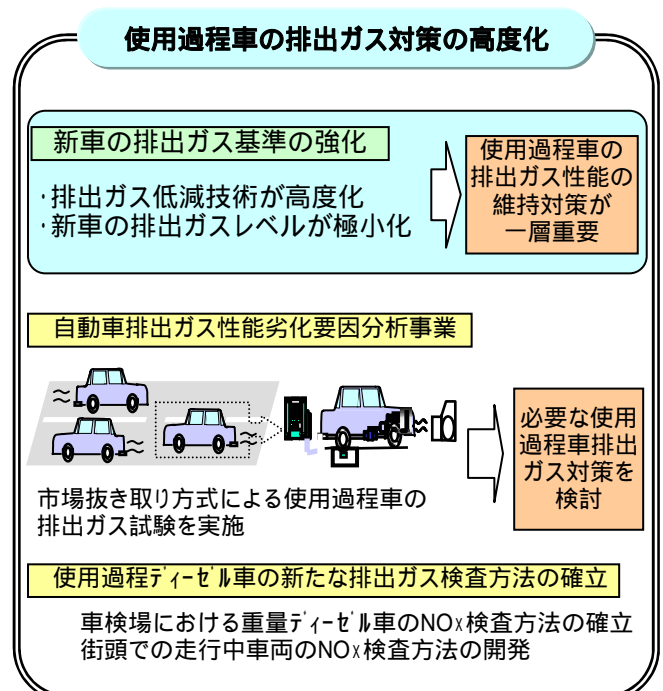 使用過程車の排出ガス対策の高度化
新車の排出ガス基準の強化
･排出ガス低減技術が高度化
･新車の排出ガスレベルが極小化
使用過程車の
排出ガス性能の
維持対策が
一層重要
自動車排出ガス性能劣化要因分析事業
市場抜き取り方式による使用過程車の
排出ガス試験を実施
必要な使用
過程車排出
ガス対策を
検討
使用過程ﾃﾞｨｰｾﾞﾙ車の新たな排出ガス検査方法の確立
車検場における重量ﾃﾞｨｰｾﾞﾙ車のNOx検査方法の確立
街頭での走行中車両のNOx検査方法の開発